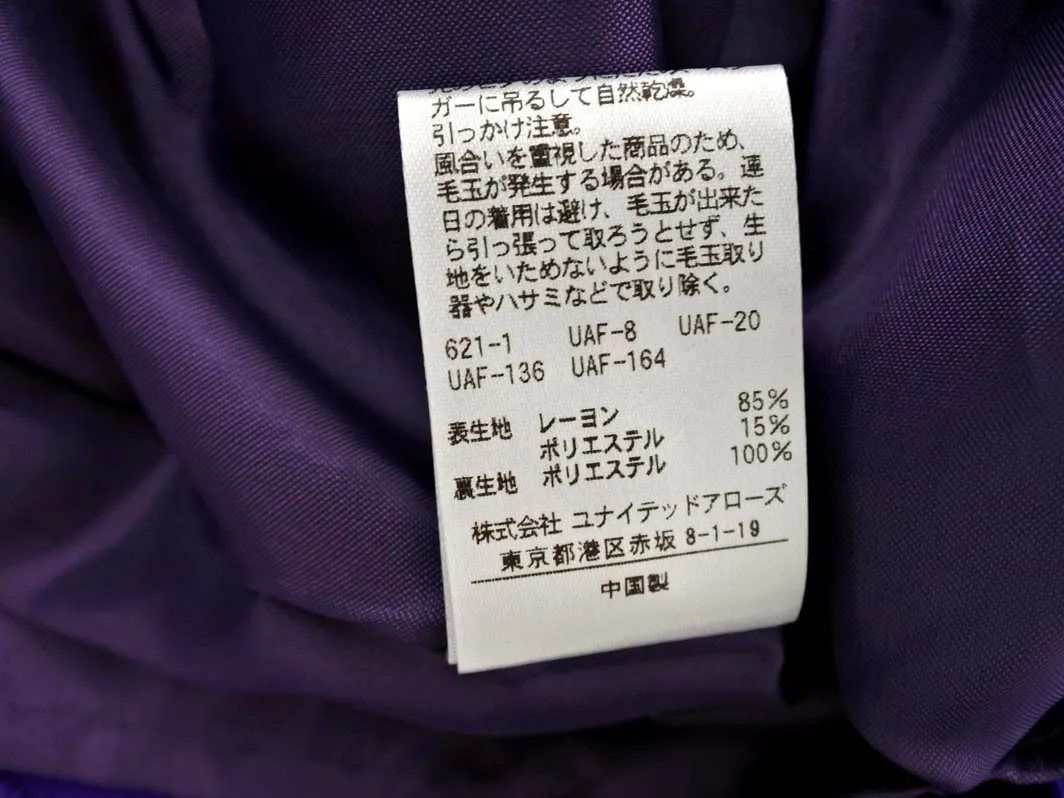 ガーに吊るして自然乾燥。
引っかけ注意。
風合いを重視した商品のため、
毛玉が発生する場合がある。連
日の着用は避け、毛玉が出来た
ら引っ張って取ろうとせず、生
地をいためないように毛玉取り
器やハサミなどで取り除く。
621-1 UAF-8 UAF-20
UAF-136 UAF-164
表生地 レーヨン 85%
ポリエステル 15%
裏生地 ポリエステル 100%
株式会社 ユナイテッドアローズ
東京都港区赤坂 8-1-19
中国製